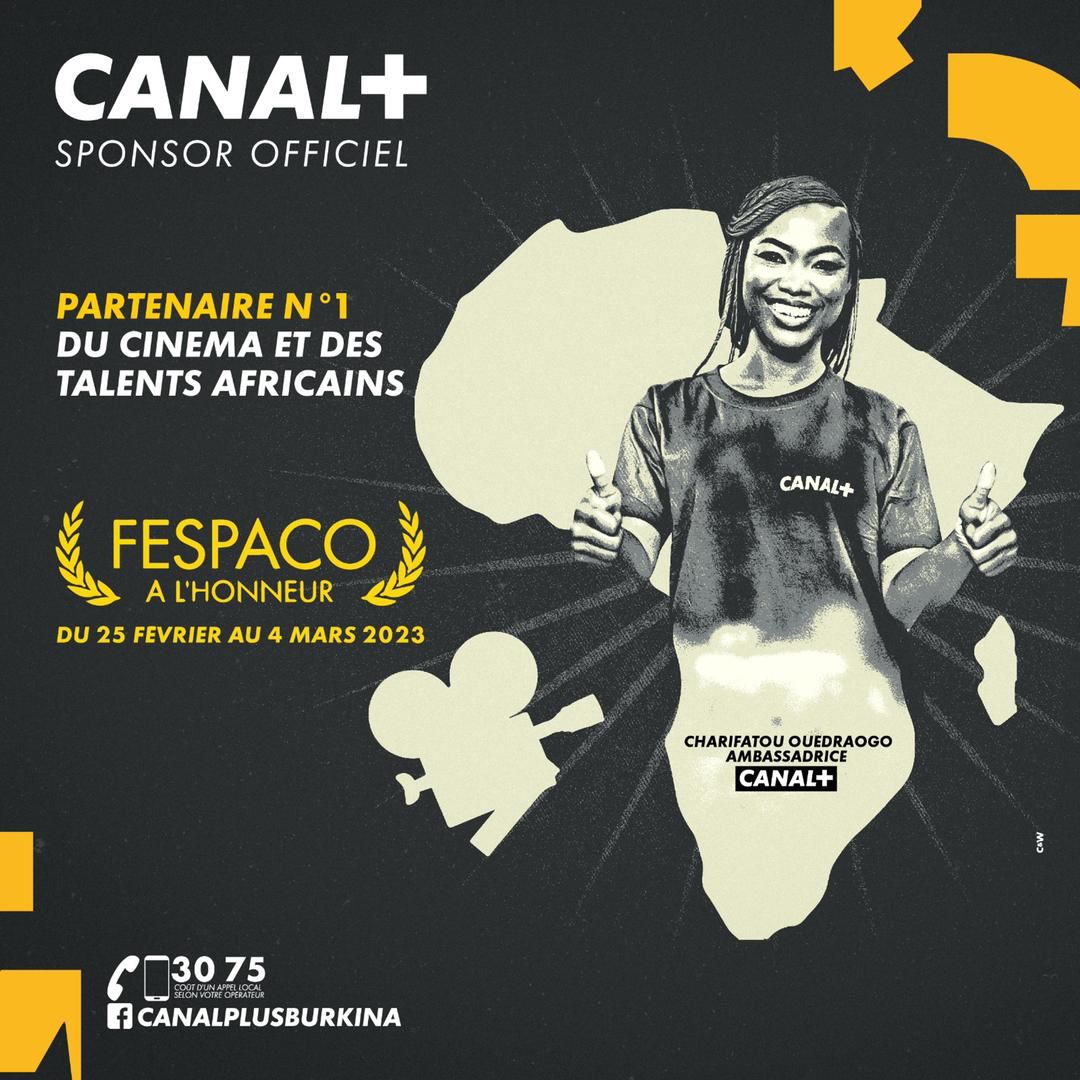 CANAL+
SPONSOR OFFICIEL
PARTENAIRE N°1
DU CINEMA ET DES
TALENTS AFRICAINS
FESPACO
A L'HONNEUR
DU 25 FEVRIER AU 4 MARS 2023
CANAL+
CHARIFATOU OUEDRAOGO
AMBASSADRICE
CANAL+
C&W
30 75
COÛT D'UN APPEL LOCAL
SELON VOTRE OPERATEUR
CANALPLUSBURKINA